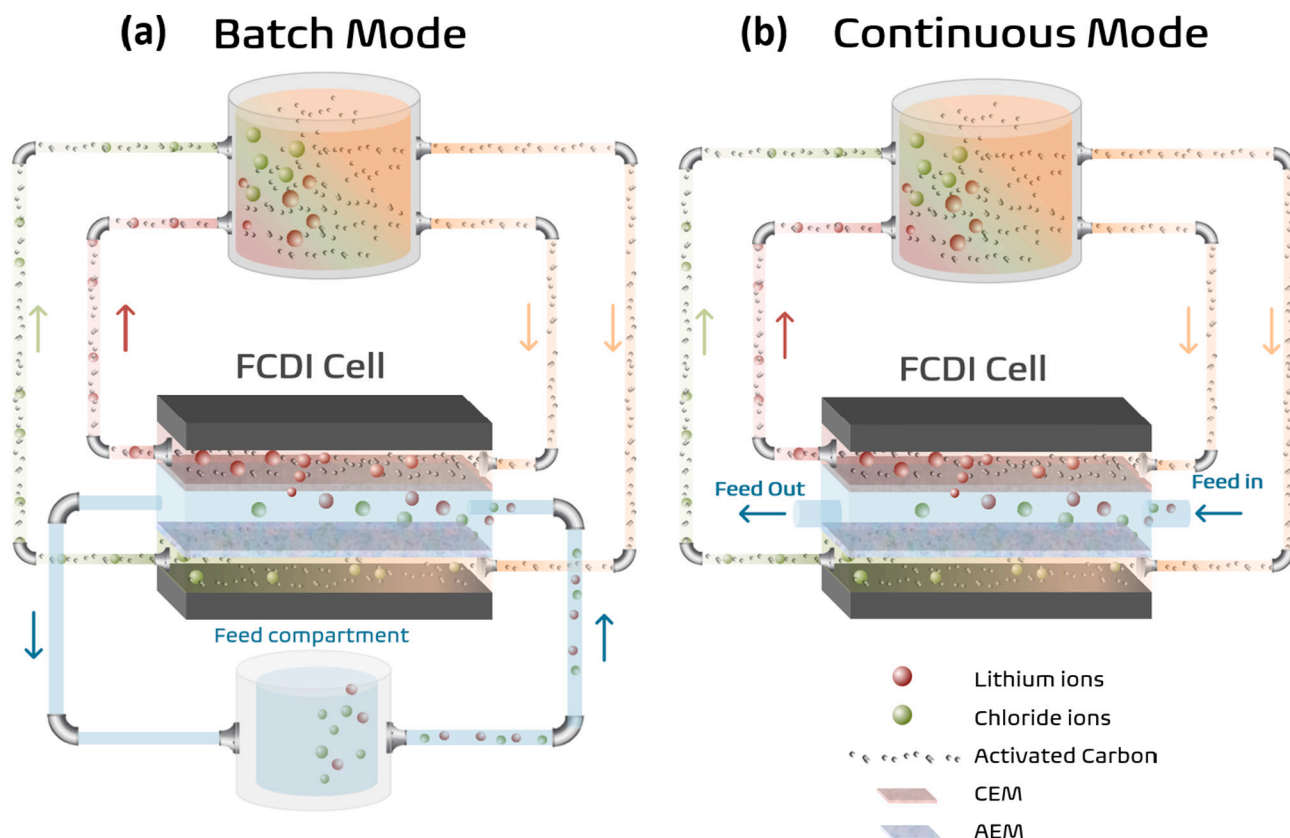 (a) Batch Mode
(b) Continuous Mode
FCDI Cell
Feed compartment
FCDI Cell
Feed Out
Feed in
Lithium ions
Chloride ions
Activated Carbon
CEM
AEM